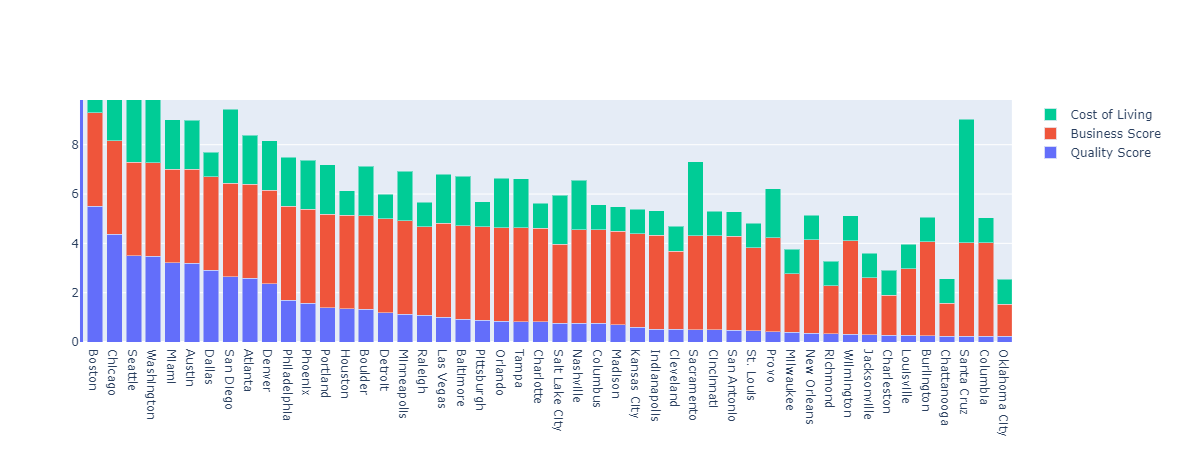 Cost of Living
Business Score
Quality Score
8
6
4
2
0
Boston
Chicago
Seattle
Washington
Miami
Austin
Dallas
San Diego
Atlanta
Denver
Philadelphia
Phoenix
Portland
Houston
Boulder
Detroit
Minneapolis
Raleigh
Las Vegas
Baltimore
Pittsburgh
Orlando
Tampa
Charlotte
Salt Lake City
Nashville
Columbus
Madison
Kansas City
Indianapolis
Cleveland
Sacramento
Cincinnati
San Antonio
St. Louis
Provo
Milwaukee
New Orleans
Richmond
Wilmington
Jacksonville
Charleston
Louisville
Burlington
Chattanooga
Santa Cruz
Columbia
Oklahoma City